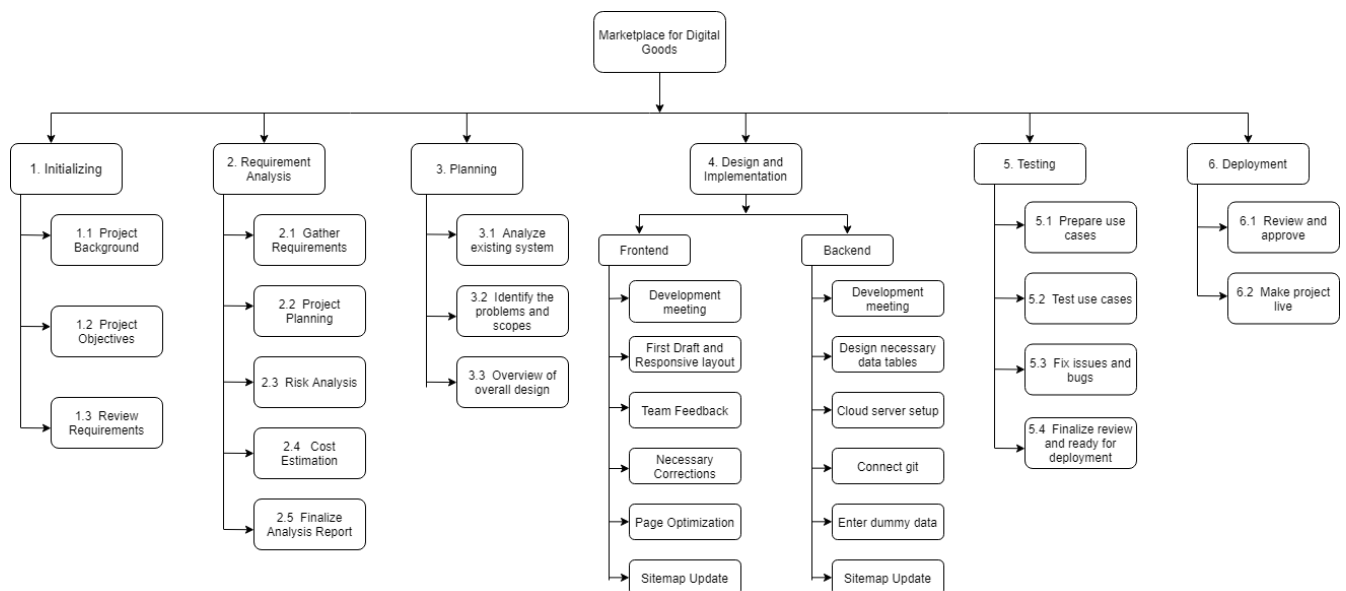 Marketplace for Digital
Goods
1. Initializing
1.1 Project
Background
1.2 Project
Objectives
1.3 Review
Requirements
2. Requirement
Analysis
2.1 Gather
Requirements
2.2 Project
Planning
2.3 Risk Analysis
2.4 Cost
Estimation
2.5 Finalize
Analysis Report
3. Planning
3.1 Analyze
existing system
3.2 Identify the
problems and
scopes
3.3 Overview of
overall design
4. Design and
Implementation
Frontend
Development
meeting
First Draft and
Responsive layout
Team Feedback
Necessary
Corrections
Page Optimization
Sitemap Update
Backend
Development
meeting
Design necessary
data tables
Cloud server setup
Connect git
Enter dummy data
Sitemap Update
5. Testing
5.1 Prepare use
cases
5.2 Test use cases
5.3 Fix issues and
bugs
5.4 Finalize review
and ready for
deployment
6. Deployment
6.1 Review and
approve
6.2 Make project
live